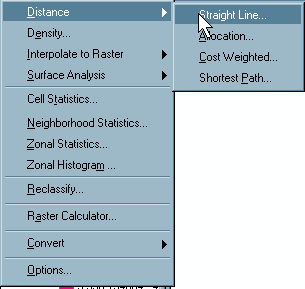 Distance
Straight Line...
Allocation...
Cost Weighted...
Shortest Path...
Density...
Interpolate to Raster
Surface Analysis
Cell Statistics...
Neighborhood Statistics...
Zonal Statistics...
Zonal Histogram ...
Reclassify...
Raster Calculator...
Convert
Options...